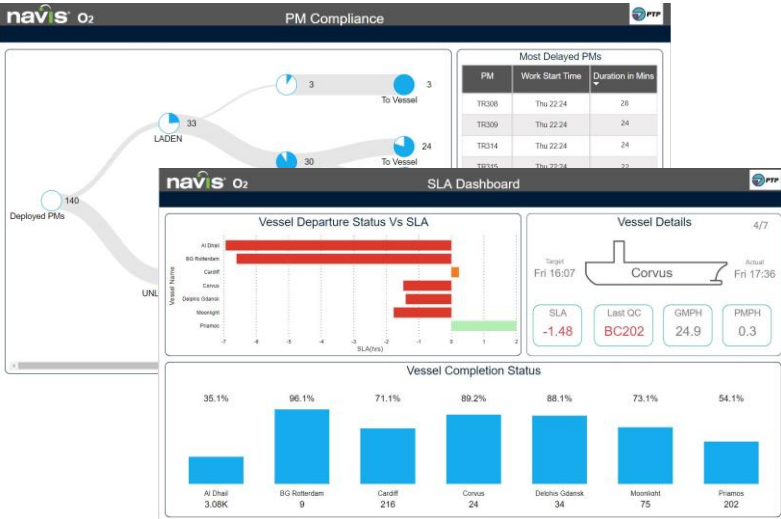 navis O2
PM Compliance
PTP
Most Delayed PMs
PM
Work Start Time
Duration in Mins
TR308
Thu 22:24
28
TR309
Thu 22:24
24
TR314
Thu 22:24
24
TR315
Thu 22:24
22
3
3
To Vessel
33
LADEN
24
To Vessel
30
140
Deployed PMs
UNL
navis O2
SLA Dashboard
PTP
Vessel Departure Status Vs SLA
Vessel Name
Al Dhail
BG Rotterdam
Cardiff
Corvus
Delphis Gdansk
Moonlight
Priamos
-7 -6 -5 -4 -3 -2 -1 0 1 2
SLA(hrs)
Vessel Details
4/7
Target
Fri 16:07
Corvus
Actual
Fri 17:36
SLA
-1.48
Last QC
BC202
GMPH
24.9
PMPH
0.3
Vessel Completion Status
35.1% 96.1% 71.1% 89.2% 88.1% 73.1% 54.1%
Al Dhail BG Rotterdam Cardiff Corvus Delphis Gdansk Moonlight Priamos
3.08K 9 216 24 34 75 202